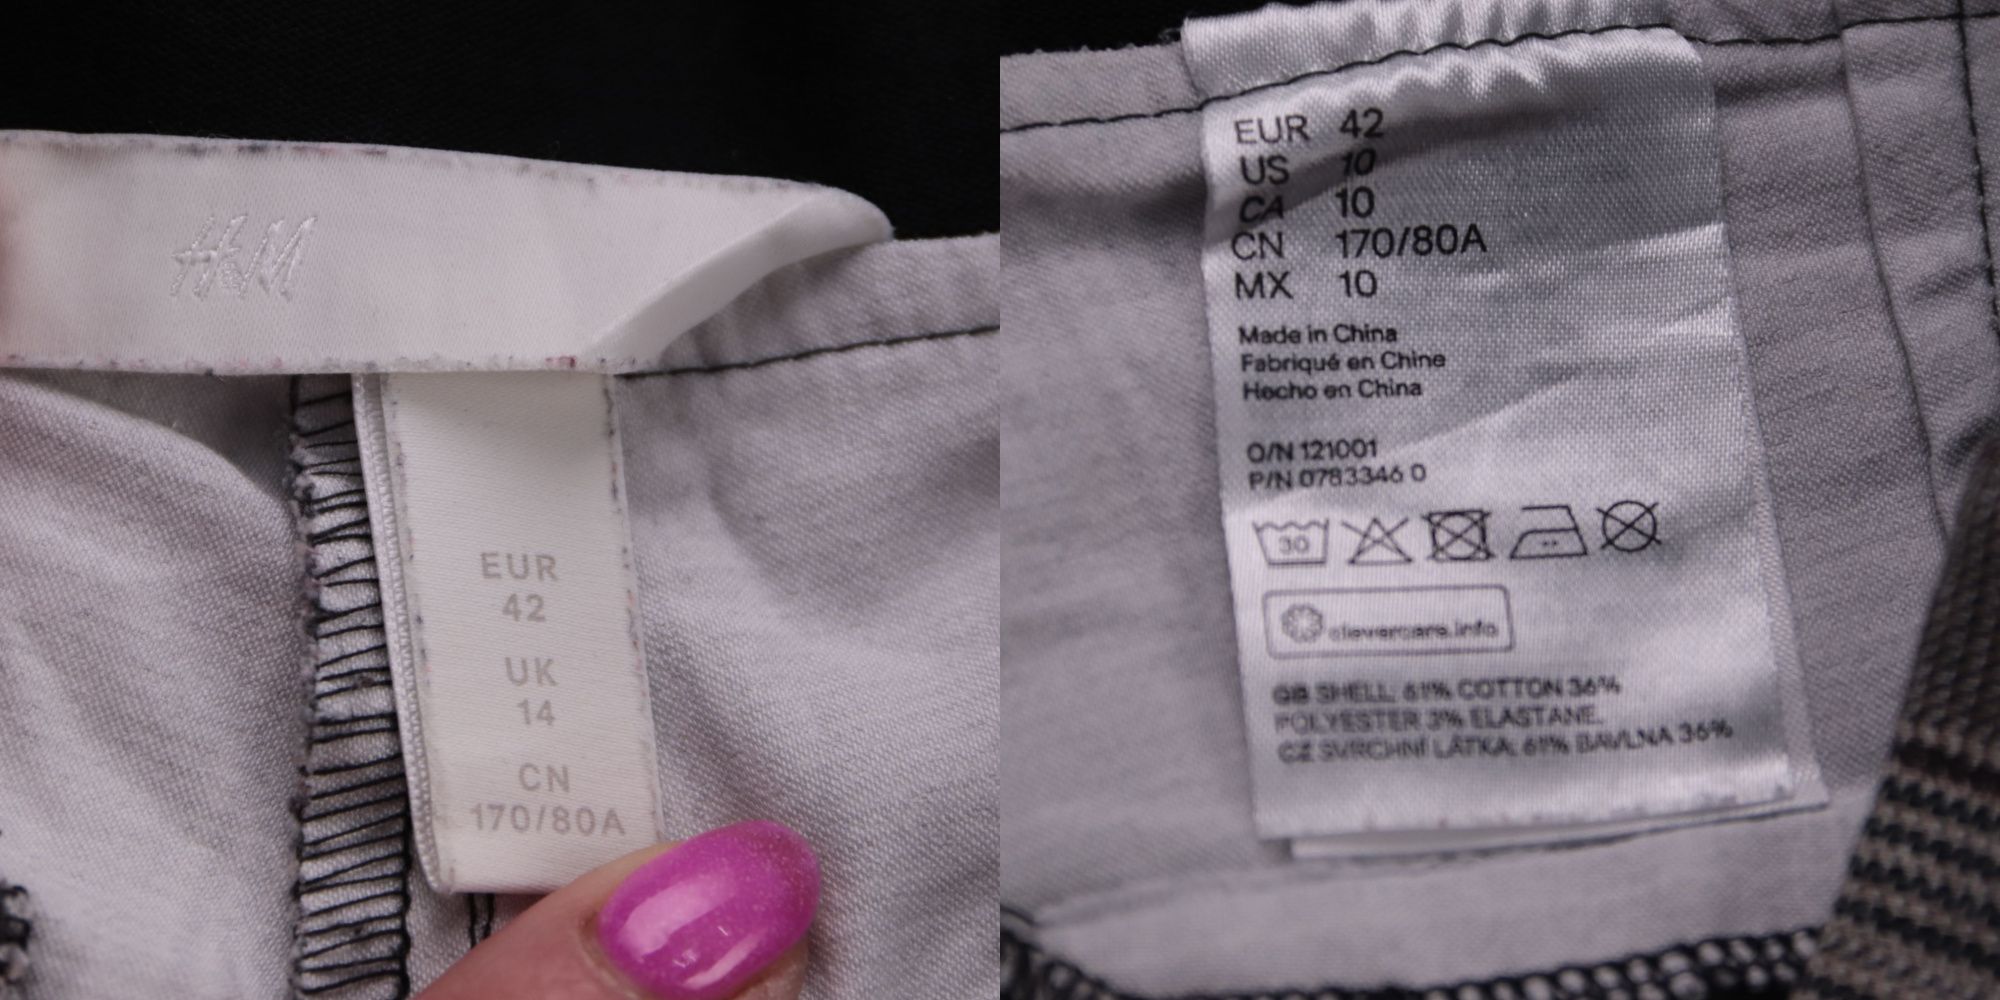 H&M
EUR
42
UK
14
CN
170/80A
EUR 42
US 10
CA 10
CN 170/80A
MX 10
Made in China
Fabriqué en Chine
Hecho en China
O/N 121001
P/N 0783346 0
30
clevercare.info
GB SHELL: 61% COTTON 36%
POLYESTER 3% ELASTANE.
CZ SVRCHNÍ LÁTKA: 61% BAVLNA 36%